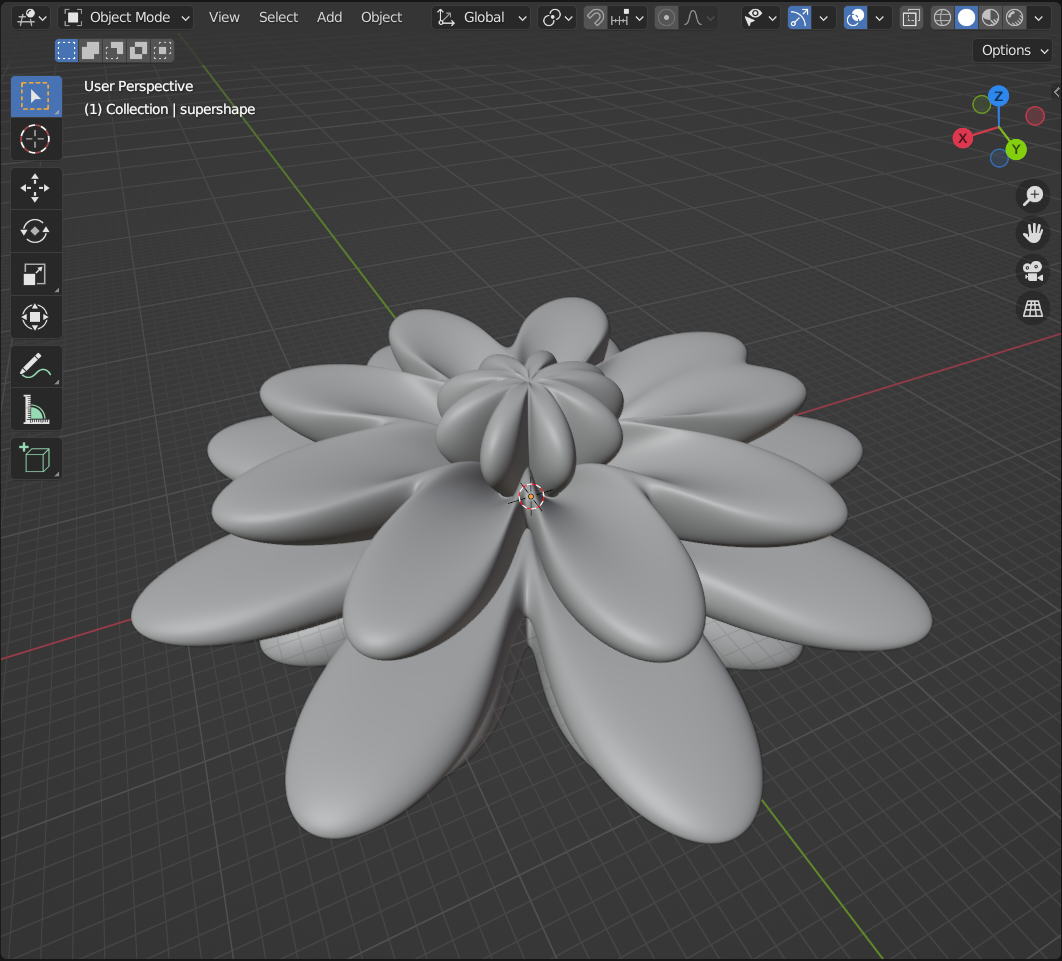 Object Mode View Select Add Object Global
Options
User Perspective
(1) Collection | supershape
Z
X
Y